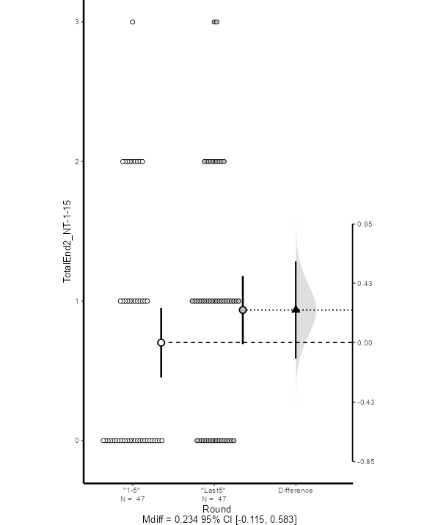 3
2
TotalEnd2_NT-1-15
0.85
0.43
1
0.00
-0.43
0
-0.85
"1-5" "Last5" Difference
N = 47 N = 47
Round
Mdiff = 0.234 95% CI [-0.115, 0.583]